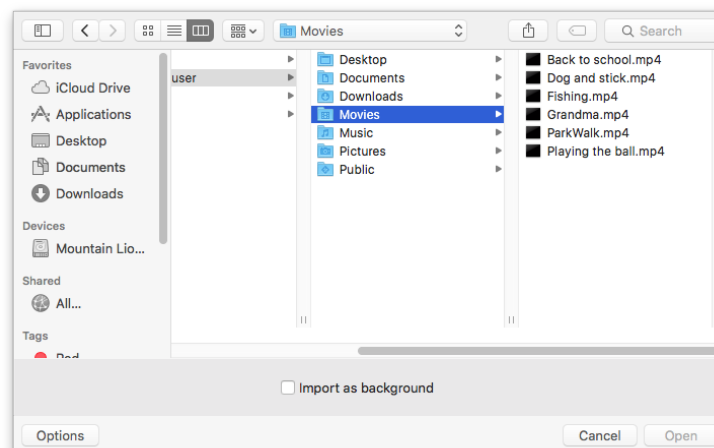 Movies
Search
Favorites
iCloud Drive
Applications
Desktop
Documents
Downloads
Devices
Mountain Lio...
Shared
All...
Tags
user
Desktop
Documents
Downloads
Movies
Music
Pictures
Public
Back to school.mp4
Dog and stick.mp4
Fishing.mp4
Grandma.mp4
ParkWalk.mp4
Playing the ball.mp4
Import as background
Options
Cancel
Open